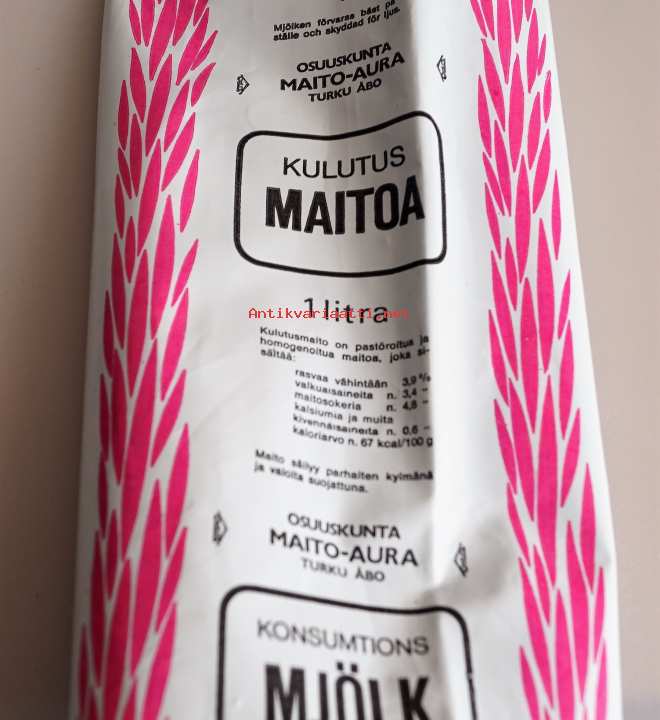 Mjölken förvaras bäst på
ställe och skyddad för ljus.
OSUUSKUNTA
MAITO-AURA
TURKU ÅBO
KULUTUS
MAITOA
1 litra
Antikvariaatti.net
Kulutusmaito on pastöroitua ja
homogenoitua maitoa, joka si-
sältää:
rasvaa vähintään 3,9 %
valkuaisaineita n. 3,4 "
maitosokeria n. 4,8 "
kalsiumia ja muita
kivennäisaineita n. 0,6 "
kaloriarvo n. 67 kcal/100 g
Maito säilyy parhaiten kylmänä
ja valolta suojattuna.
OSUUSKUNTA
MAITO-AURA
TURKU ÅBO
KONSUMTIONS
MJÖLK